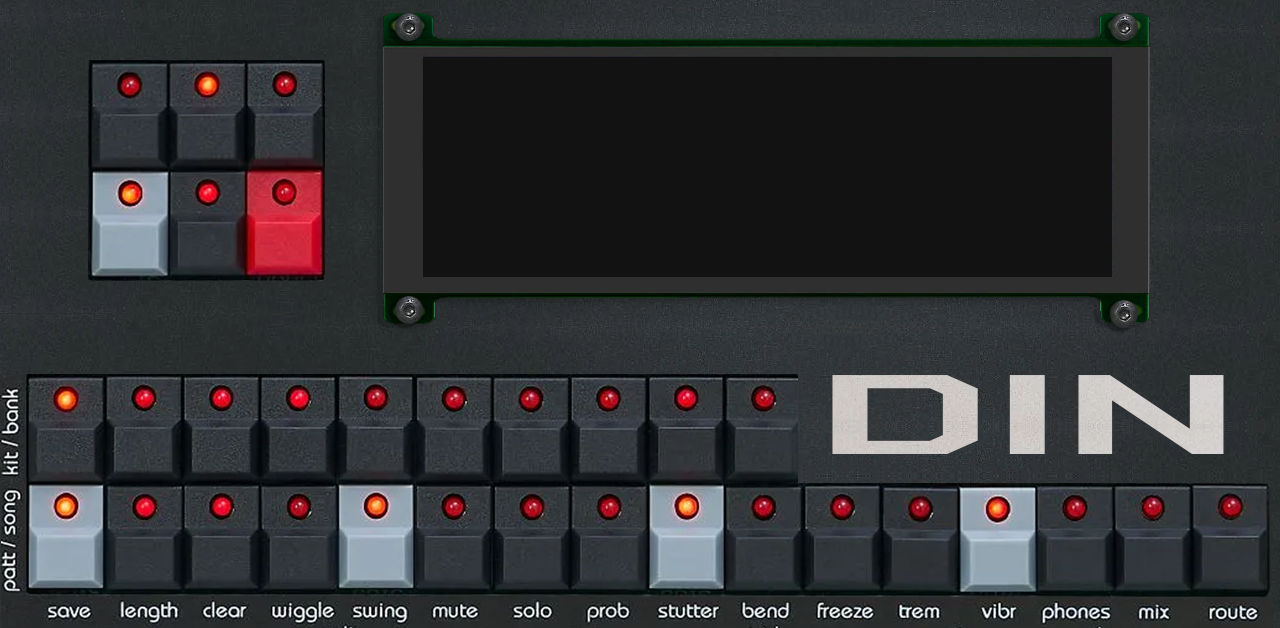 DIN
kit / bank
patt / song
save length clear wiggle swing mute solo prob stutter bend freeze trem vibr phones mix route